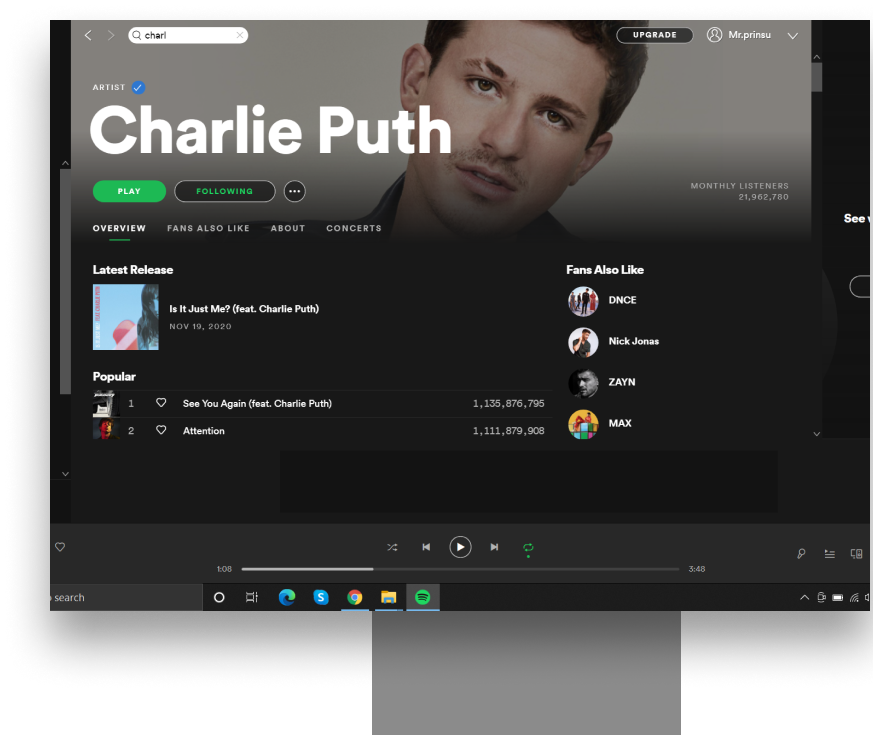 charl
UPGRADE
Mr.prinsu
ARTIST
Charlie Puth
PLAY
FOLLOWING
MONTHLY LISTENERS
21,962,780
See
OVERVIEW
FANS ALSO LIKE
ABOUT
CONCERTS
Latest Release
Is It Just Me? (feat. Charlie Puth)
NOV 19, 2020
Fans Also Like
DNCE
Nick Jonas
ZAYN
MAX
Popular
1 See You Again (feat. Charlie Puth) 1,135,876,795
2 Attention 1,111,879,908
1:08
3:48
search